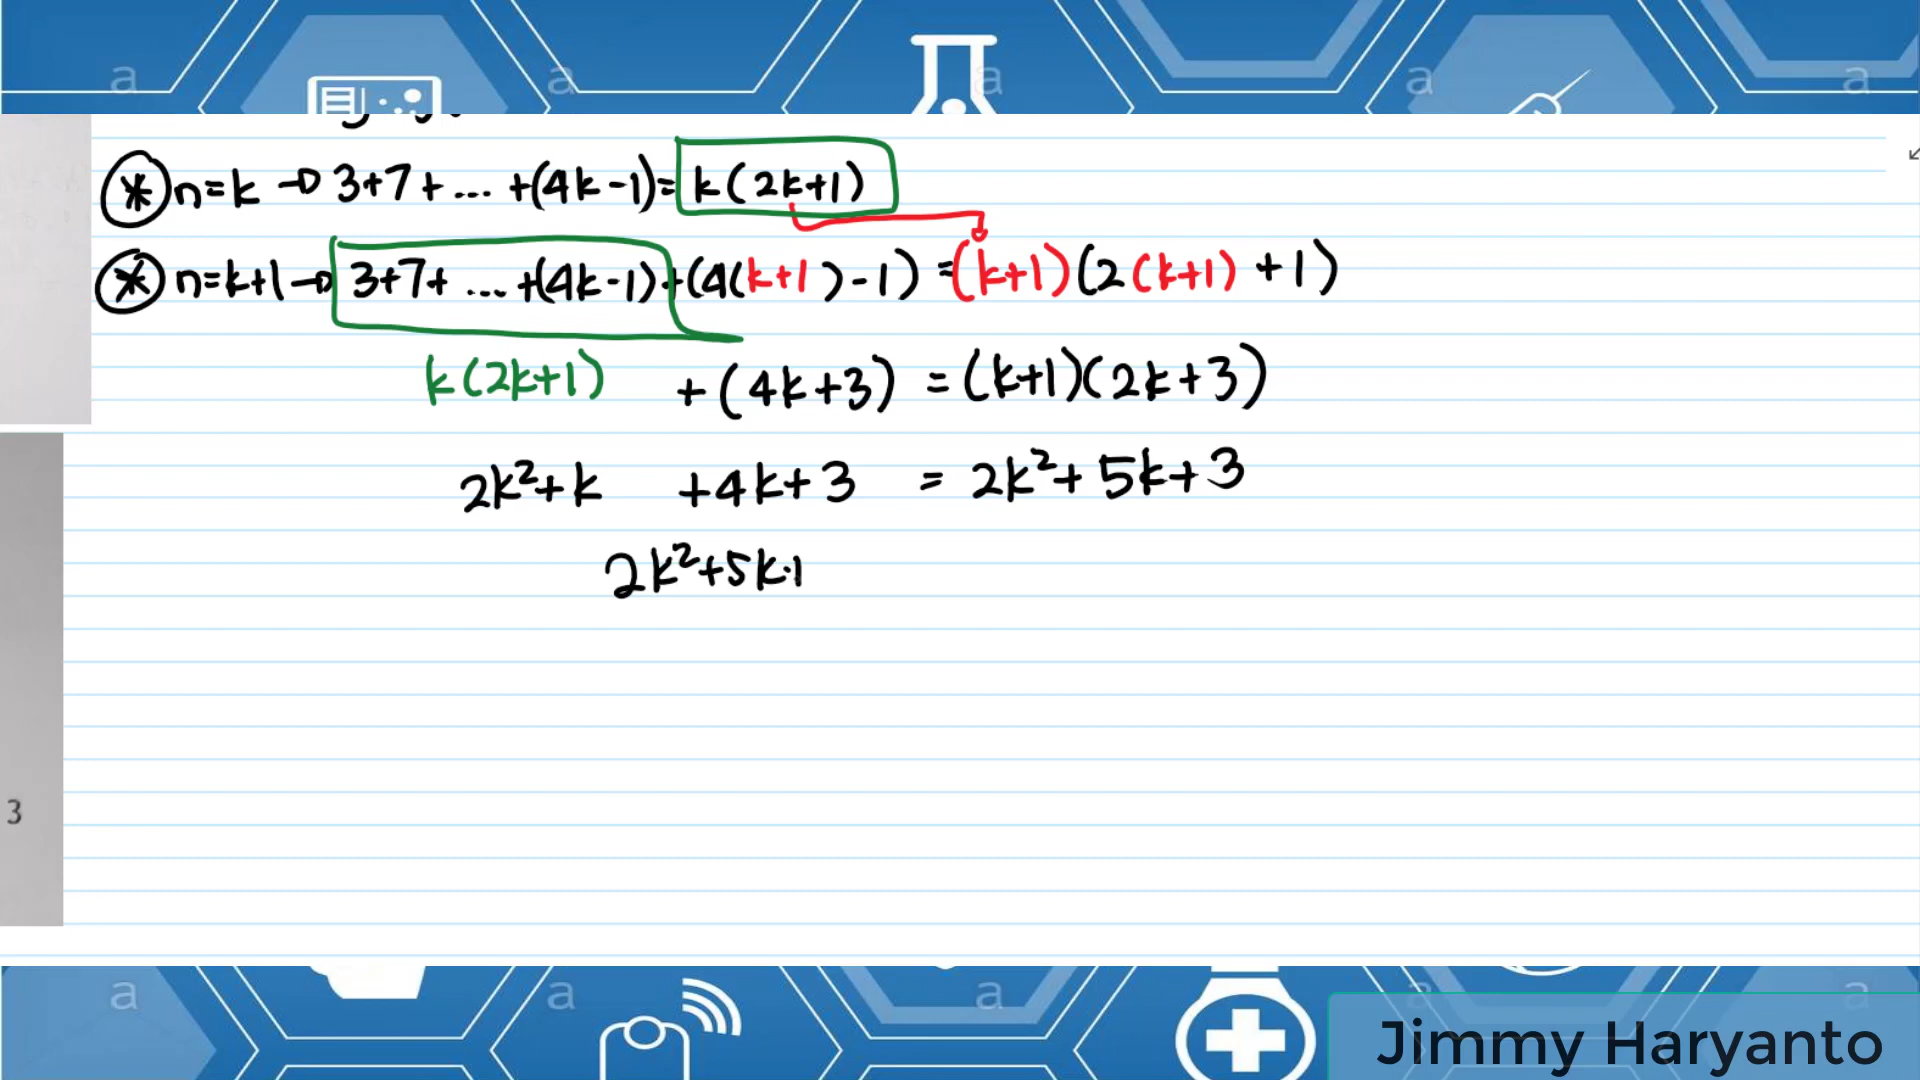 n=k → 3+7+ ... +(4k-1)= k(2k+1)
n=k+1 → 3+7+ ... +(4k-1)+(4(k+1)-1) =(k+1)(2(k+1)+1)
k(2k+1) +(4k+3) = (k+1)(2k+3)
2k²+k +4k+3 = 2k²+5k+3
2k²+5k
3
Jimmy Haryanto